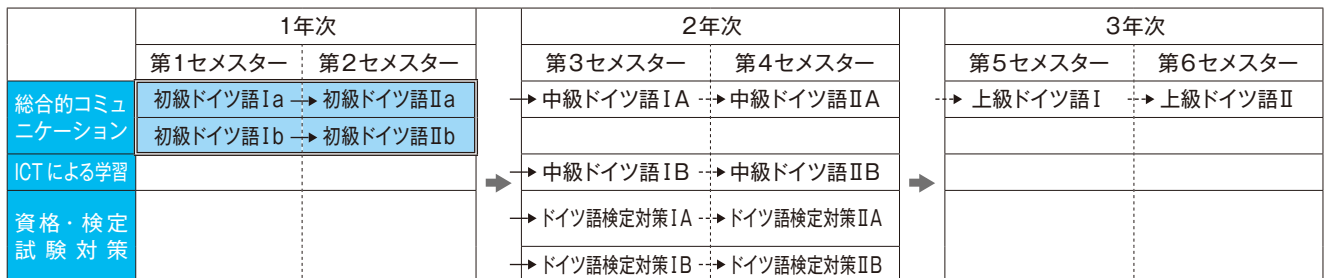 1年次 2年次 3年次
第1セメスター 第2セメスター 第3セメスター 第4セメスター 第5セメスター 第6セメスター
総合的コミュ
ニケーション
初級ドイツ語Ⅰa → 初級ドイツ語Ⅱa → 中級ドイツ語ⅠA → 中級ドイツ語ⅡA → 上級ドイツ語Ⅰ → 上級ドイツ語Ⅱ
初級ドイツ語Ⅰb → 初級ドイツ語Ⅱb
ICTによる学習 → 中級ドイツ語ⅠB → 中級ドイツ語ⅡB
資格・検定
試験対策
→ ドイツ語検定対策ⅠA → ドイツ語検定対策ⅡA
→ ドイツ語検定対策ⅠB → ドイツ語検定対策ⅡB